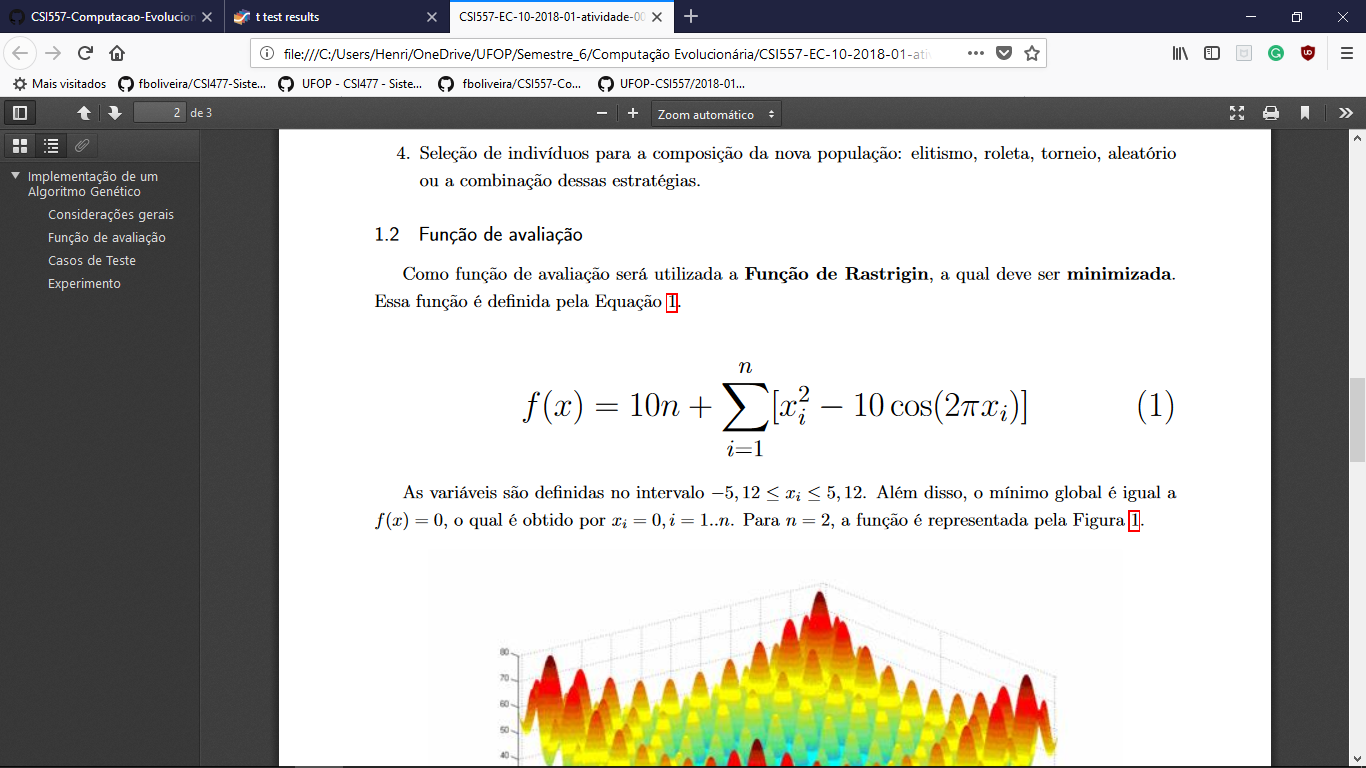 CSI557-Computacao-Evolucion
t test results
CSI557-EC-10-2018-01-atividade-00
file:///C:/Users/Henri/OneDrive/UFOP/Semestre_6/Computação Evolucionária/CSI557-EC-10-2018-01-ativ
Mais visitados
fboliveira/CSI477-Siste...
UFOP - CSI477 - Siste...
fboliveira/CSI557-Co...
UFOP-CSI557/2018-01...
2 de 3
Zoom automático
Implementação de um
Algoritmo Genético
Considerações gerais
Função de avaliação
Casos de Teste
Experimento
4. Seleção de indivíduos para a composição da nova população: elitismo, roleta, torneio, aleatório
ou a combinação dessas estratégias.
1.2 Função de avaliação
Como função de avaliação será utilizada a Função de Rastrigin, a qual deve ser minimizada.
Essa função é definida pela Equação 1.
f(x) = 10n + ∑_{i=1}^{n} [x_i^2 − 10 cos(2πx_i)] (1)
As variáveis são definidas no intervalo −5, 12 ≤ x_i ≤ 5, 12. Além disso, o mínimo global é igual a
f(x) = 0, o qual é obtido por x_i = 0, i = 1..n. Para n = 2, a função é representada pela Figura 1.
80
70
60
50
40